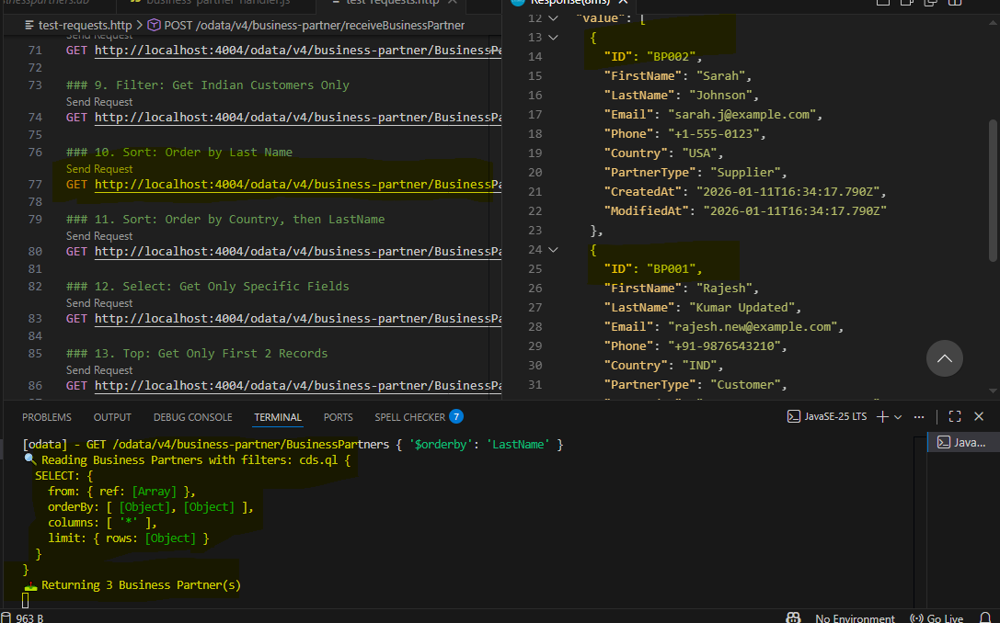 test-requests.http
Response(8ms)
test-requests.http > POST /odata/v4/business-partner/receiveBusinessPartner
Send Request
71 GET http://localhost:4004/odata/v4/business-partner/BusinessPa
72
73 ### 9. Filter: Get Indian Customers Only
Send Request
74 GET http://localhost:4004/odata/v4/business-partner/BusinessPa
75
76 ### 10. Sort: Order by Last Name
Send Request
77 GET http://localhost:4004/odata/v4/business-partner/BusinessPa
78
79 ### 11. Sort: Order by Country, then LastName
Send Request
80 GET http://localhost:4004/odata/v4/business-partner/BusinessPa
81
82 ### 12. Select: Get Only Specific Fields
Send Request
83 GET http://localhost:4004/odata/v4/business-partner/BusinessPa
84
85 ### 13. Top: Get Only First 2 Records
Send Request
86 GET http://localhost:4004/odata/v4/business-partner/BusinessPa
12 "value": [
13 {
14 "ID": "BP002",
15 "FirstName": "Sarah",
16 "LastName": "Johnson",
17 "Email": "sarah.j@example.com",
18 "Phone": "+1-555-0123",
19 "Country": "USA",
20 "PartnerType": "Supplier",
21 "CreatedAt": "2026-01-11T16:34:17.790Z",
22 "ModifiedAt": "2026-01-11T16:34:17.790Z"
23 },
24 {
25 "ID": "BP001",
26 "FirstName": "Rajesh",
27 "LastName": "Kumar Updated",
28 "Email": "rajesh.new@example.com",
29 "Phone": "+91-9876543210",
30 "Country": "IND",
31 "PartnerType": "Customer",
PROBLEMS OUTPUT DEBUG CONSOLE TERMINAL PORTS SPELL CHECKER 7 JavaSE-25 LTS
[odata] - GET /odata/v4/business-partner/BusinessPartners { '$orderby': 'LastName' }
🔍 Reading Business Partners with filters: cds.ql {
SELECT: {
from: { ref: [Array] },
orderBy: [ [Object], [Object] ],
columns: [ '*' ],
limit: { rows: [Object] }
}
}
Returning 3 Business Partner(s)
Java...
963 B No Environment Go Live